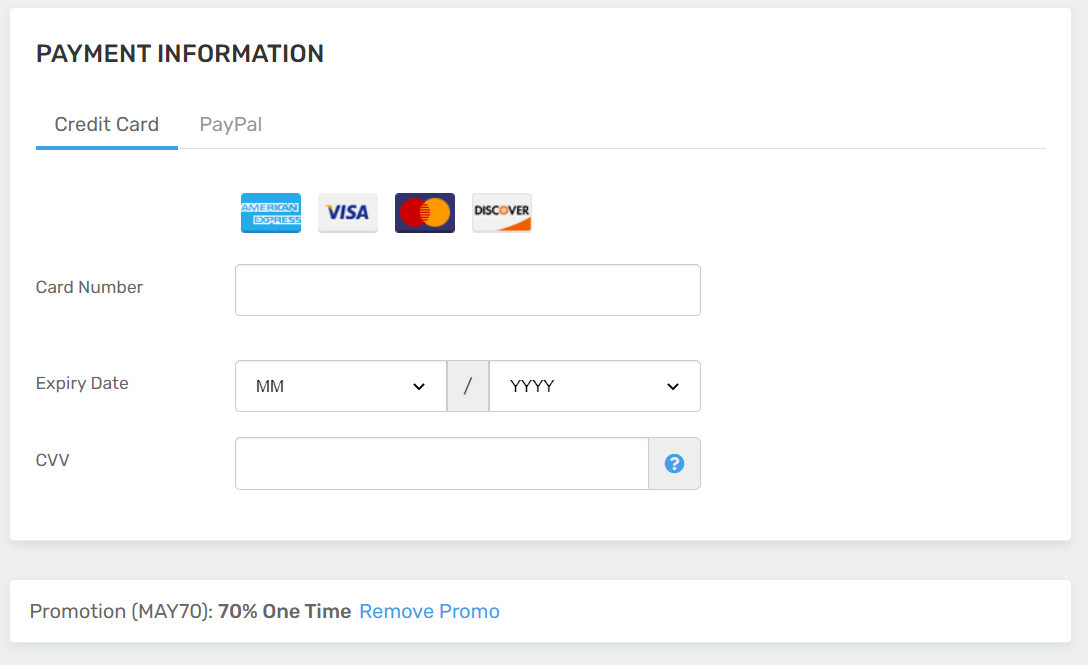 PAYMENT INFORMATION
Credit Card PayPal
AMERICAN EXPRESS VISA DISCOVER
Card Number
Expiry Date MM / YYYY
CVV ?
Promotion (MAY70): 70% One Time Remove Promo